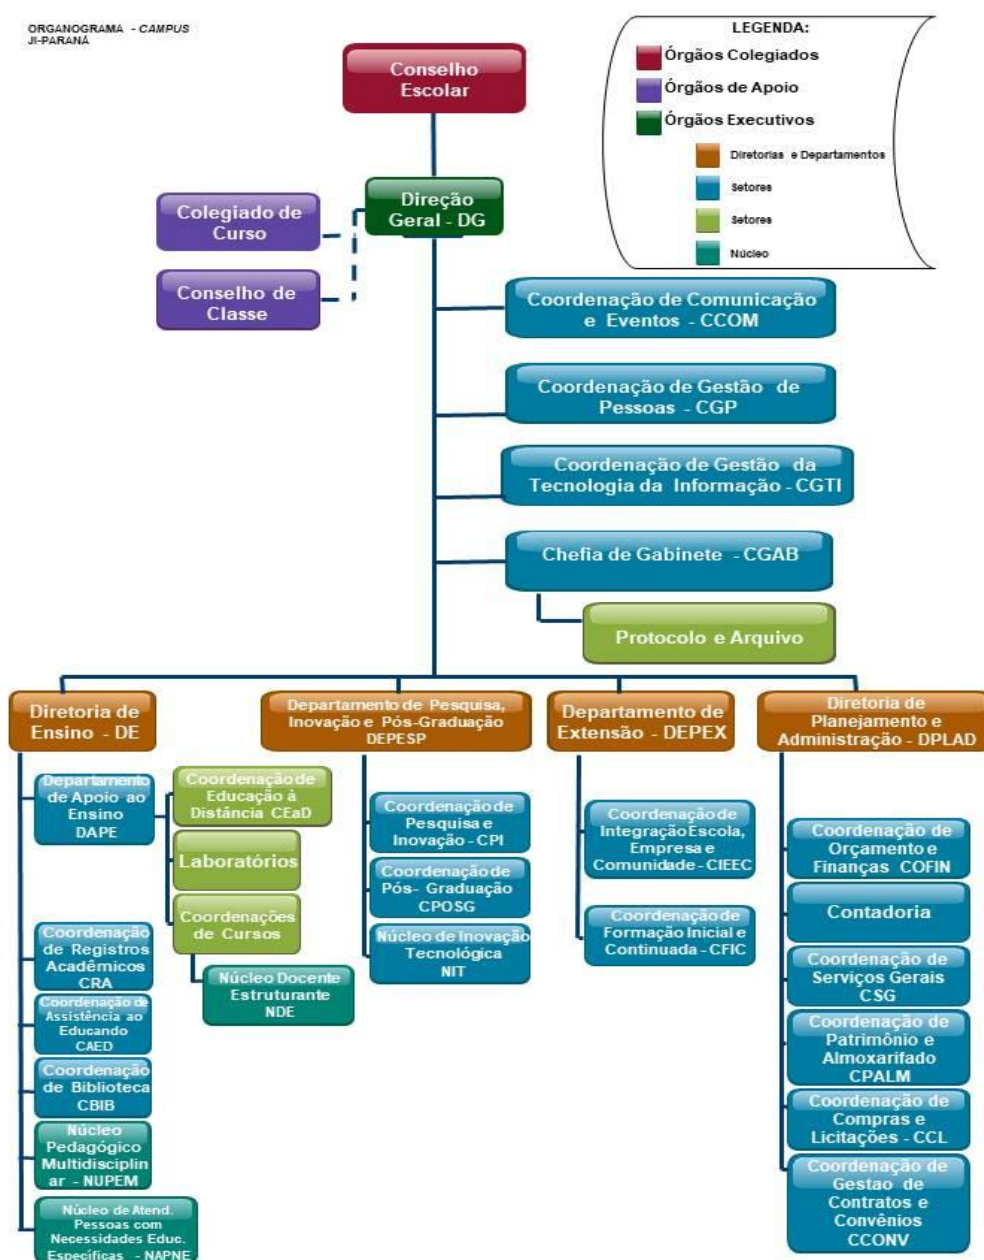 ORGANOGRAMA - CAMPUS
JI-PARANÁ
LEGENDA:
Órgãos Colegiados
Órgãos de Apoio
Órgãos Executivos
Diretorias e Departamentos
Setores
Setores
Núcleo
Conselho
Escolar
Direção
Geral - DG
Colegiado de
Curso
Conselho de
Classe
Coordenação de Comunicação
e Eventos - CCOM
Coordenação de Gestão de
Pessoas - CGP
Coordenação de Gestão da
Tecnologia da Informação - CGTI
Chefia de Gabinete - CGAB
Protocolo e Arquivo
Diretoria de
Ensino - DE
Departamento
de Apoio ao
Ensino
DAPE
Coordenação de
Educação à
Distância CEaD
Laboratórios
Coordenações
de Cursos
Núcleo Docente
Estruturante
NDE
Coordenação
de Registros
Acadêmicos
CRA
Coordenação de
Assistência ao
Educando
CAED
Coordenação
de Biblioteca
CBIB
Núcleo
Pedagógico
Multidisciplin
ar - NUPEM
Núcleo de Atend.
Pessoas com
Necessidades Educ.
Específicas - NAPNE
Departamento de Pesquisa,
Inovação e Pós-Graduação
DEPESP
Coordenação de
Pesquisa e
Inovação - CPI
Coordenação de
Pós- Graduação
CPOSG
Núcleo de Inovação
Tecnológica
NIT
Departamento de
Extensão - DEPEX
Coordenação de
Integração Escola,
Empresa e
Comunidade - CIEEC
Coordenação de
Formação Inicial e
Continuada - CFIC
Diretoria de
Planejamento e
Administração - DPLAD
Coordenação de
Orçamento e
Finanças COFIN
Contadoria
Coordenação de
Serviços Gerais
CSG
Coordenação de
Patrimônio e
Almoxarifado
CPALM
Coordenação de
Compras e
Licitações - CCL
Coordenação de
Gestao de
Contratos e
Convênios
CCONV